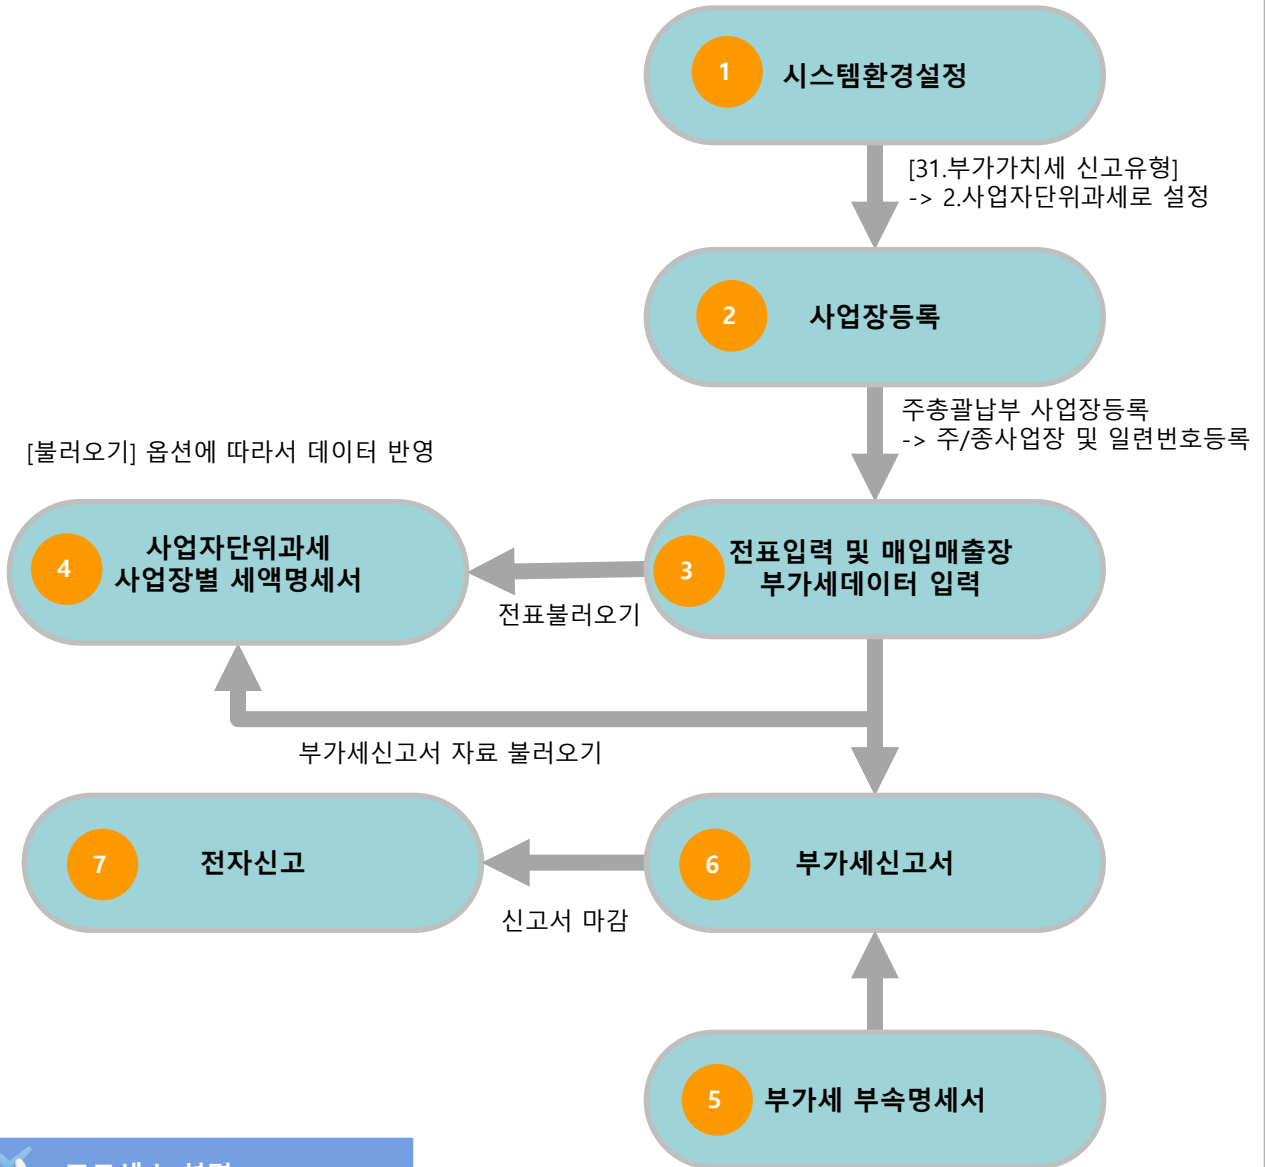 1
시스템환경설정
[31.부가가치세 신고유형]
-> 2.사업자단위과세로 설정
2
사업장등록
주총괄납부 사업장등록
-> 주/종사업장 및 일련번호등록
[불러오기] 옵션에 따라서 데이터 반영
4
사업자단위과세
사업장별 세액명세서
3
전표입력 및 매입매출장
부가세데이터 입력
전표불러오기
부가세신고서 자료 불러오기
7
전자신고
6
부가세신고서
신고서 마감
5
부가세 부속명세서